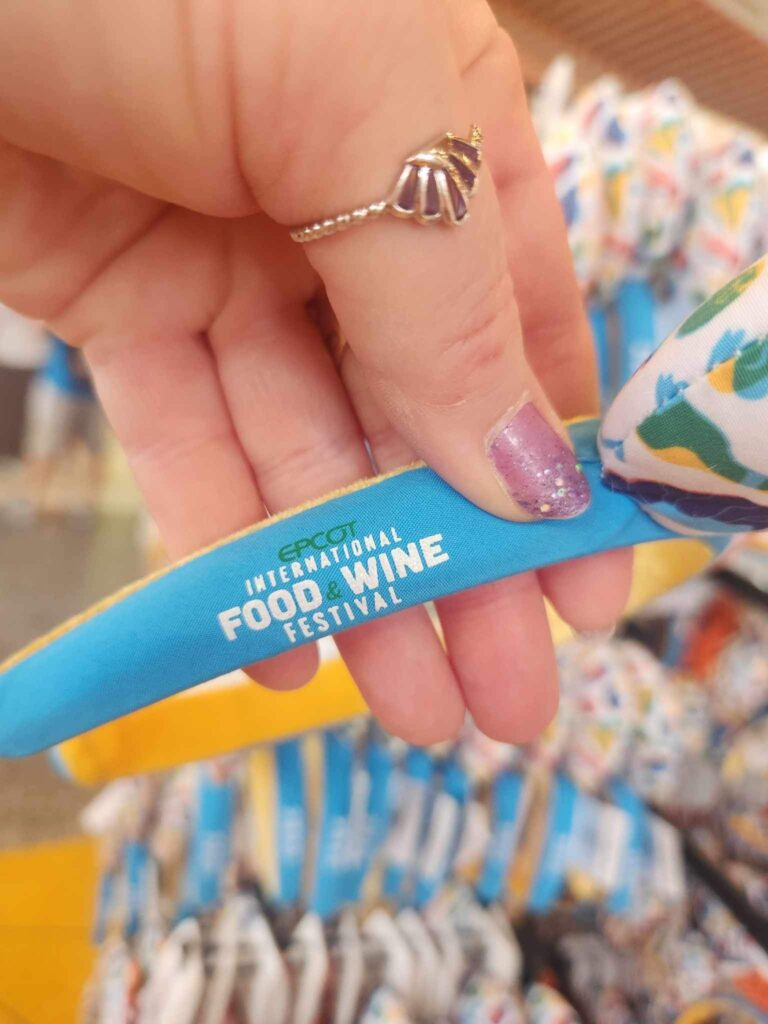 EPCOT
INTERNATIONAL
FOOD & WINE
FESTIVAL